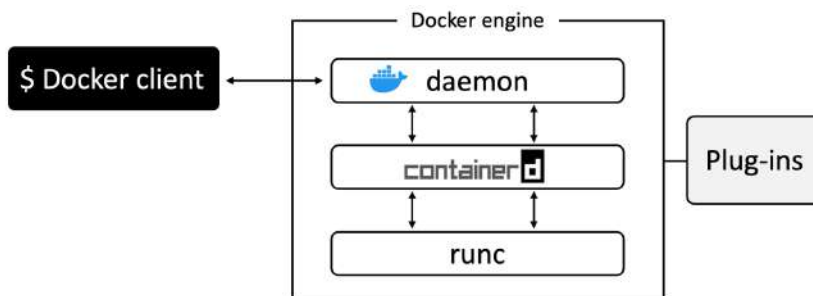 Docker engine
$ Docker client
daemon
containerd
Plug-ins
runc